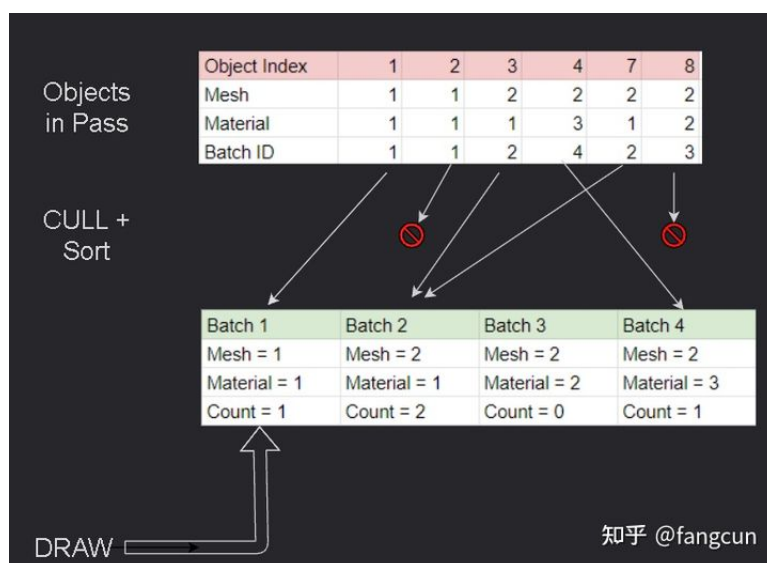 Objects
in Pass
Object Index 1 2 3 4 7 8
Mesh 1 1 2 2 2 2
Material 1 1 1 3 1 2
Batch ID 1 1 2 4 2 3
CULL +
Sort
Batch 1 Batch 2 Batch 3 Batch 4
Mesh = 1 Mesh = 2 Mesh = 2 Mesh = 2
Material = 1 Material = 1 Material = 2 Material = 3
Count = 1 Count = 2 Count = 0 Count = 1
DRAW
知乎 @fangcun